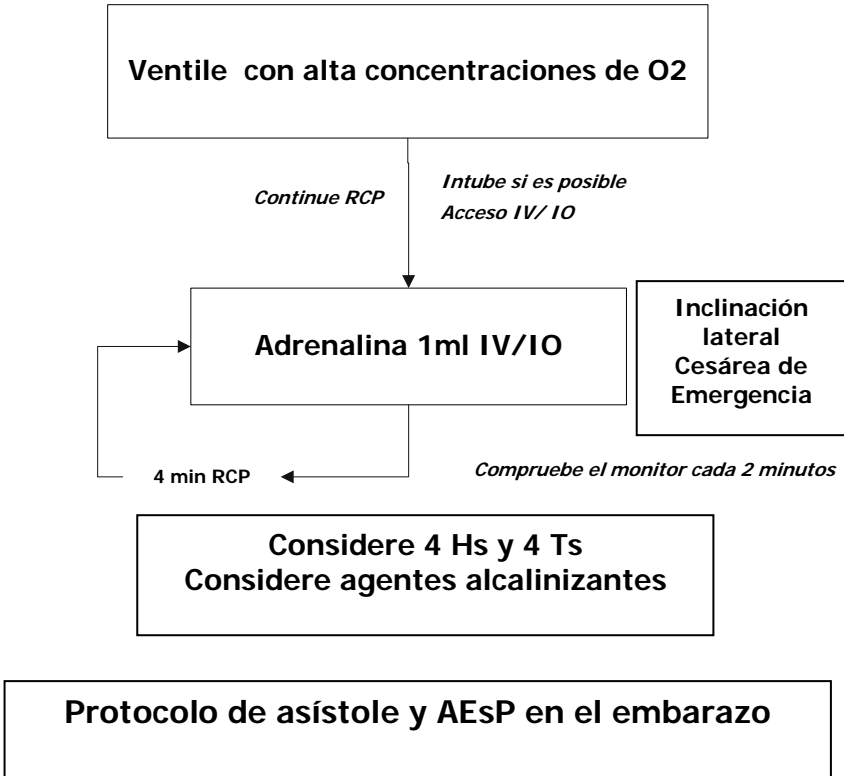 Ventile con alta concentraciones de O2
Continue RCP
Intube si es posible
Acceso IV/ IO
Adrenalina 1ml IV/IO
Inclinación
lateral
Cesárea de
Emergencia
4 min RCP
Compruebe el monitor cada 2 minutos
Considere 4 Hs y 4 Ts
Considere agentes alcalinizantes
Protocolo de asístole y AEsP en el embarazo